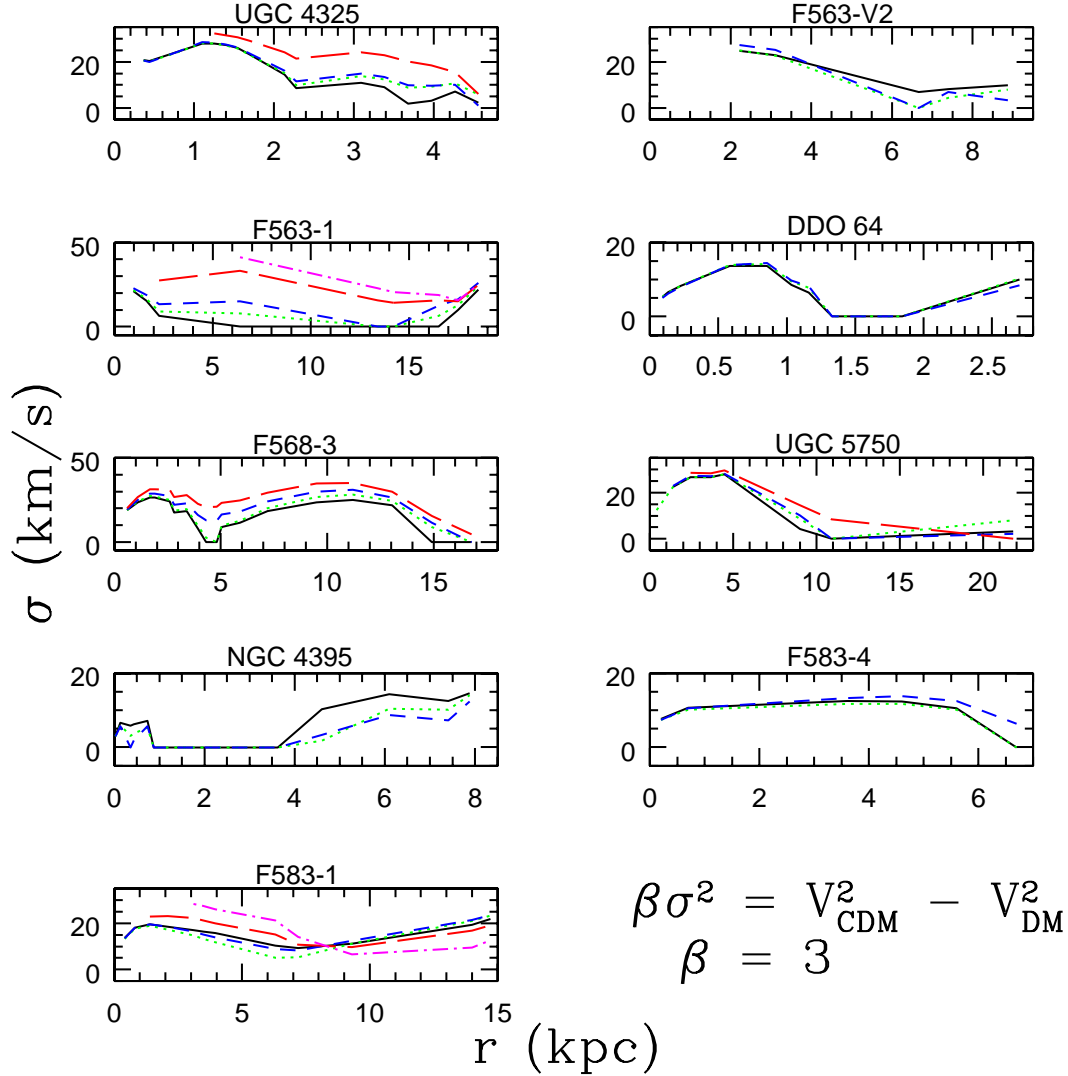 UGC 4325
20
0
0 1 2 3 4
F563-V2
20
0
0 2 4 6 8
F563-1
50
0
0 5 10 15
DDO 64
20
0
0 0.5 1 1.5 2 2.5
F568-3
50
0
0 5 10 15
UGC 5750
20
0
0 5 10 15 20
NGC 4395
20
0
0 2 4 6 8
F583-4
20
0
0 2 4 6
F583-1
20
0
0 5 10 15
σ (km/s)
r (kpc)
βσ² = V²CDM − V²DM
β = 3